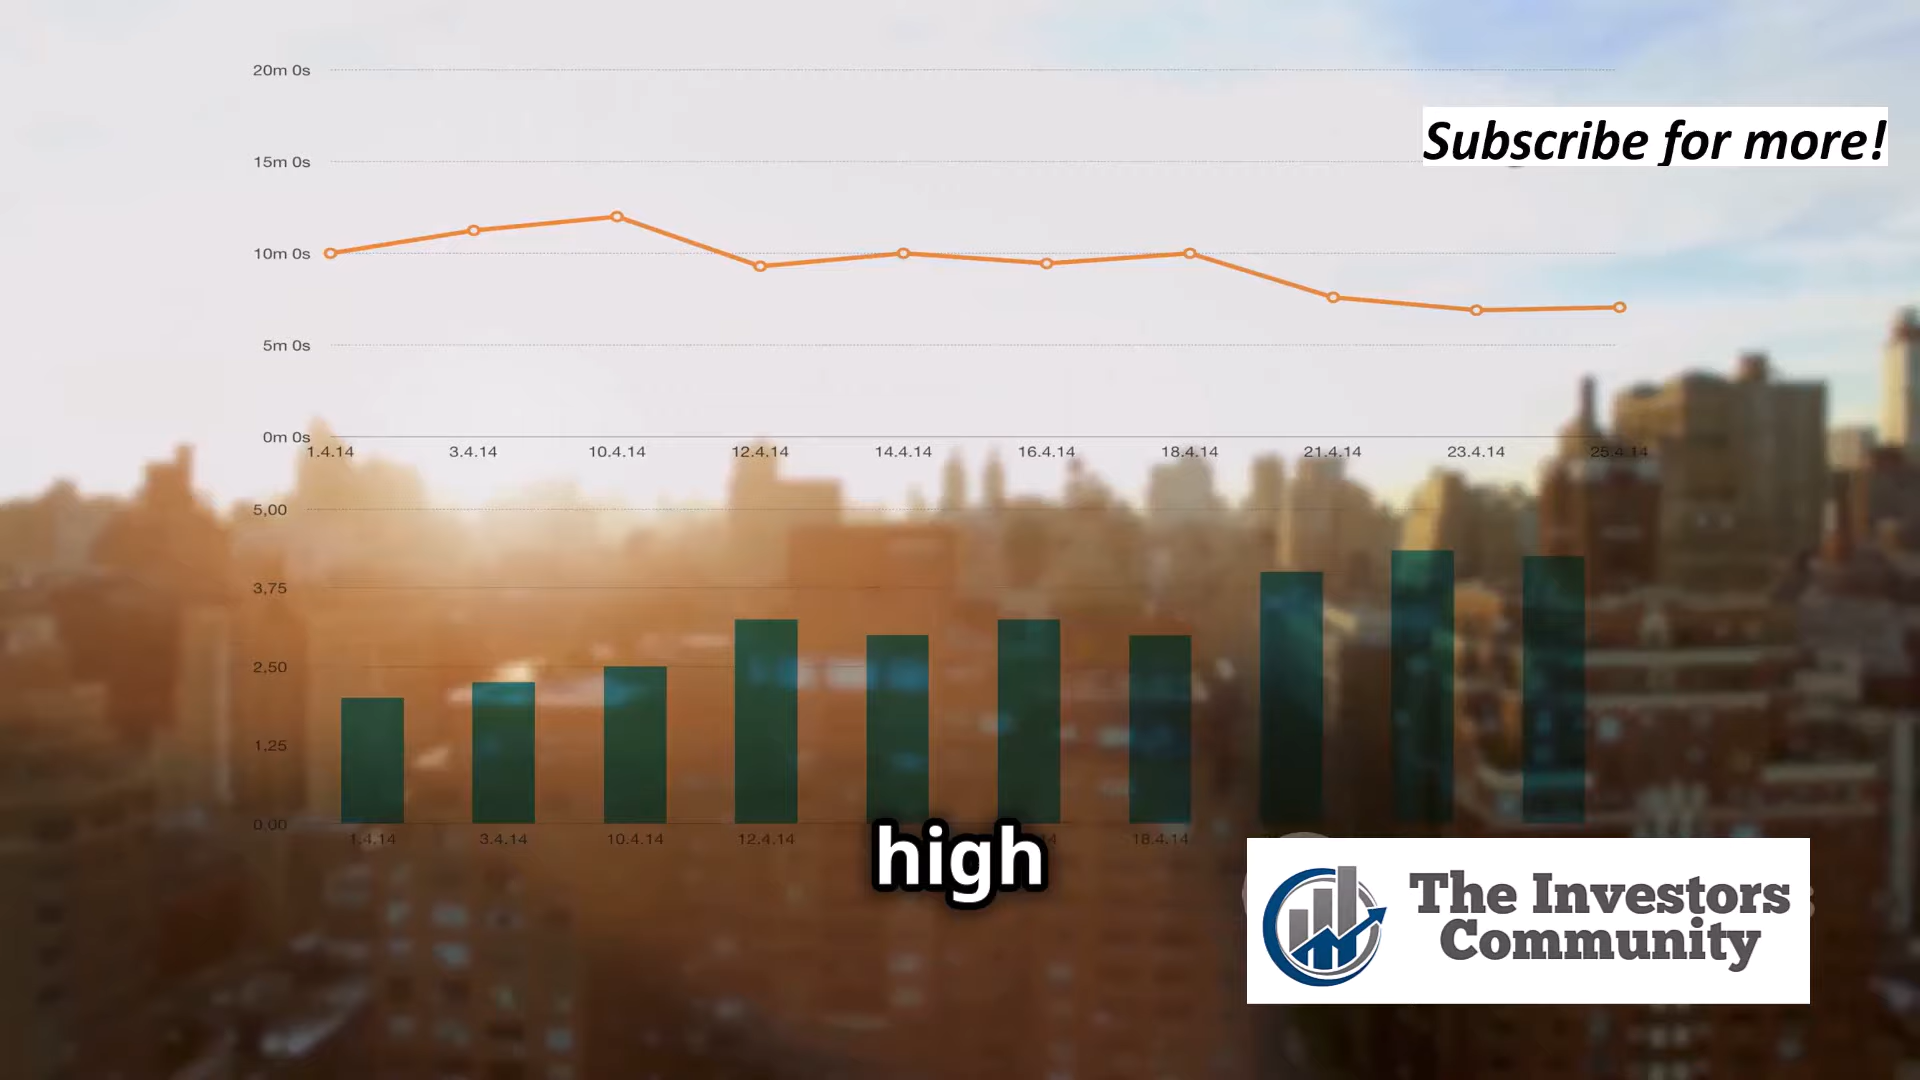 20m 0s
Subscribe for more!
15m 0s
10m 0s
5m 0s
0m 0s
1.4.14 3.4.14 10.4.14 12.4.14 14.4.14 16.4.14 18.4.14 21.4.14 23.4.14 25.4.14
5,00
3,75
2,50
1,25
0,00
1.4.14 3.4.14 10.4.14 12.4.14 18.4.14
high
The Investors
Community